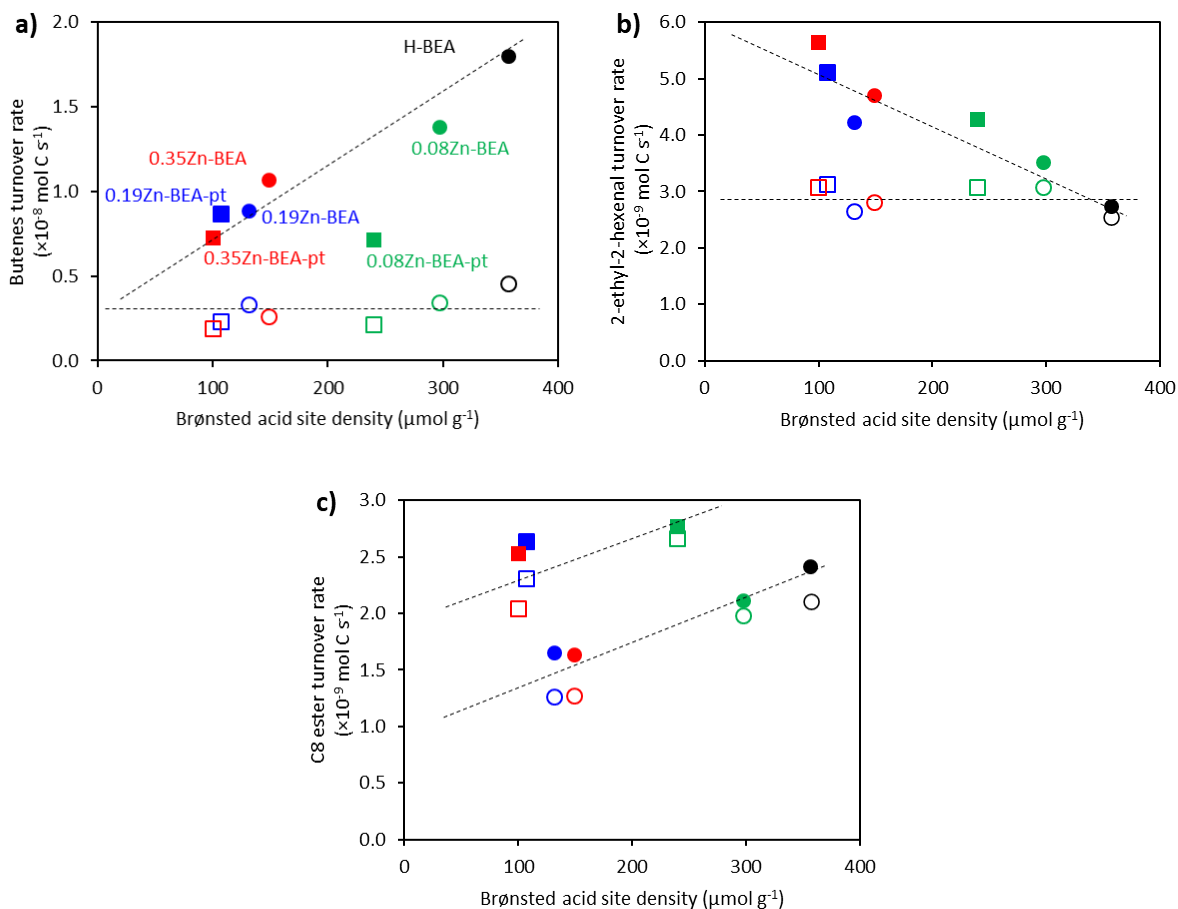 a)
2.0
1.5
1.0
0.5
0.0
Butenes turnover rate
(×10⁻⁸ mol C s⁻¹)
H-BEA
0.08Zn-BEA
0.35Zn-BEA
0.19Zn-BEA-pt
0.19Zn-BEA
0.35Zn-BEA-pt
0.08Zn-BEA-pt
0 100 200 300 400
Brønsted acid site density (µmol g⁻¹)
b)
6.0
5.0
4.0
3.0
2.0
1.0
0.0
2-ethyl-2-hexenal turnover rate
(×10⁻⁹ mol C s⁻¹)
0 100 200 300 400
Brønsted acid site density (µmol g⁻¹)
c)
3.0
2.5
2.0
1.5
1.0
0.5
0.0
C8 ester turnover rate
(×10⁻⁹ mol C s⁻¹)
0 100 200 300 400
Brønsted acid site density (µmol g⁻¹)